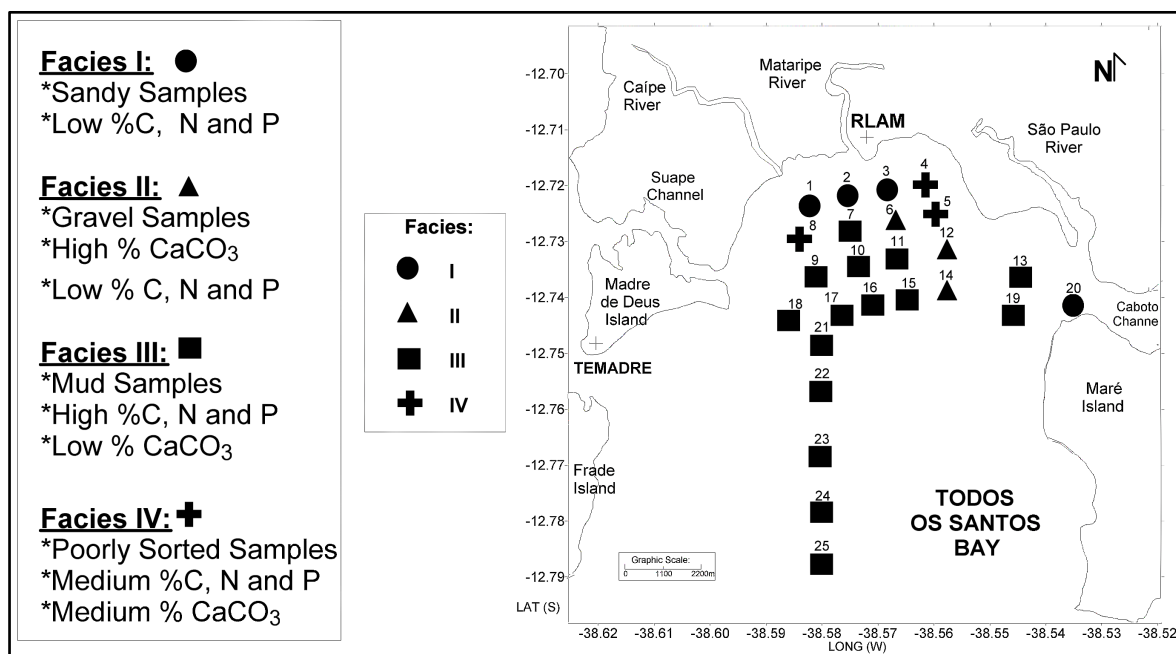 Facies I:
*Sandy Samples
*Low %C, N and P
Facies II:
*Gravel Samples
*High % CaCO3
*Low % C, N and P
Facies III:
*Mud Samples
*High %C, N and P
*Low % CaCO3
Facies IV:
*Poorly Sorted Samples
*Medium %C, N and P
*Medium % CaCO3
Facies:
I
II
III
IV
-12.70
-12.71
-12.72
-12.73
-12.74
-12.75
-12.76
-12.77
-12.78
-12.79
LAT (S)
-38.62 -38.61 -38.60 -38.59 -38.58 -38.57 -38.56 -38.55 -38.54 -38.53 -38.52
LONG (W)
N
Mataripe
River
Caípe
River
RLAM
São Paulo
River
Suape
Channel
Madre
de Deus
Island
TEMADRE
Frade
Island
Caboto
Channe
Maré
Island
TODOS
OS SANTOS
BAY
Graphic Scale:
0 1100 2200m
1
2
3
4
5
6
7
8
9
10
11
12
13
14
15
16
17
18
19
20
21
22
23
24
25